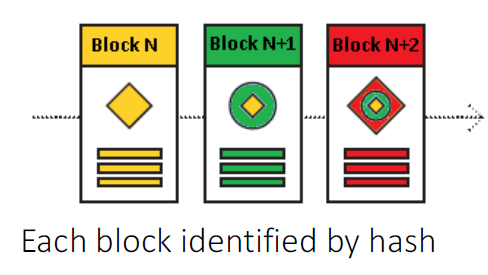 Block N
Block N+1
Block N+2
Each block identified by hash